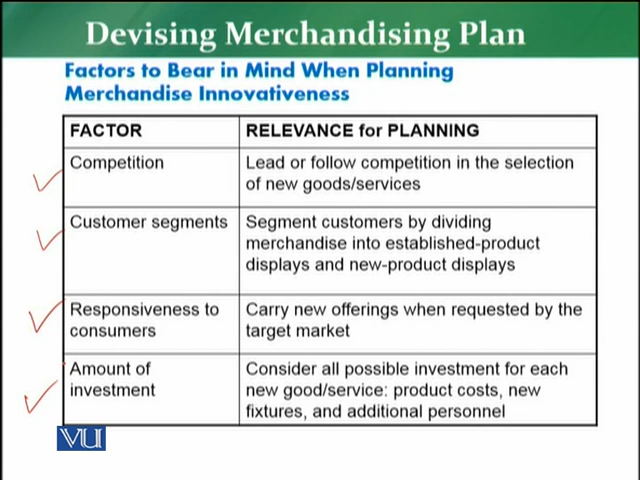 Devising Merchandising Plan
Factors to Bear in Mind When Planning
Merchandise Innovativeness
FACTOR
RELEVANCE for PLANNING
Competition
Lead or follow competition in the selection
of new goods/services
Customer segments
Segment customers by dividing
merchandise into established-product
displays and new-product displays
Responsiveness to
consumers
Carry new offerings when requested by the
target market
Amount of
investment
Consider all possible investment for each
new good/service: product costs, new
fixtures, and additional personnel
VU